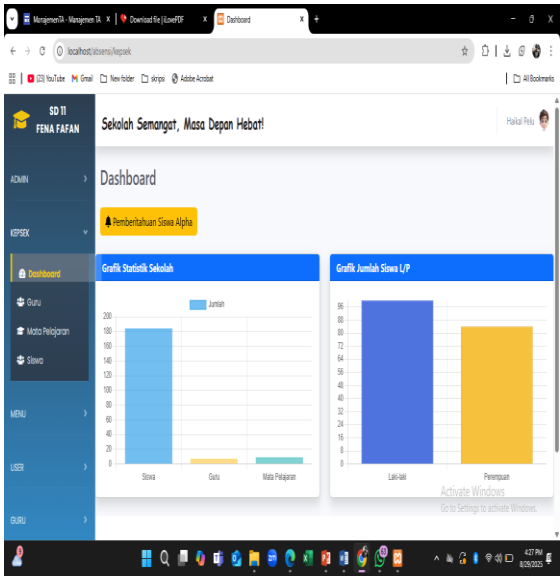 ManajemenTA - Manajemen TA
Download file | iLovePDF
Dashboard
localhost/absensi/kepsek
(23) YouTube
Gmail
New folder
skripsi
Adobe Acrobat
All Bookmarks
SD 11
FENA FAFAN
Sekolah Semangat, Masa Depan Hebat!
Haikal Pelu
ADMIN
KEPSEK
Dashboard
Guru
Mata Pelajaran
Siswa
MENU
USER
GURU
Dashboard
Pemberitahuan Siswa Alpha
Grafik Statistik Sekolah
Jumlah
200
180
160
140
120
100
80
60
40
20
0
Siswa
Guru
Mata Pelajaran
Grafik Jumlah Siswa L/P
96
88
80
72
64
56
48
40
32
24
16
8
0
Laki-laki
Perempuan
Activate Windows
Go to Settings to activate Windows.
4:27 PM
8/29/2025